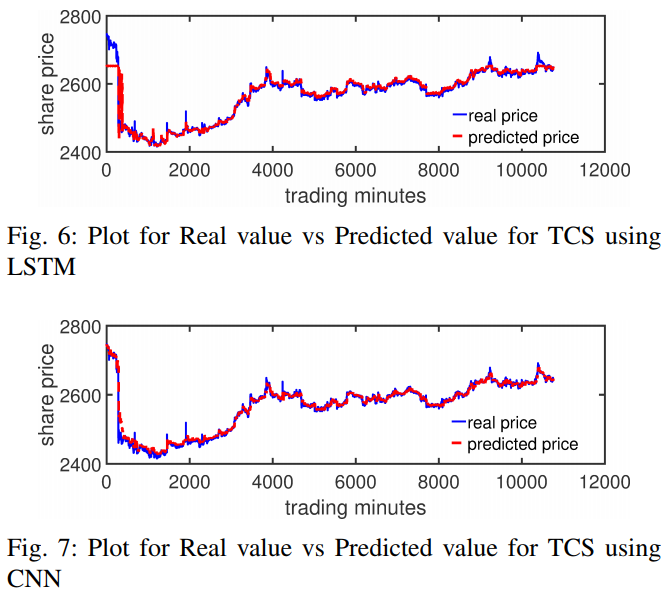 2800
2600
2400
share price
real price
predicted price
0 2000 4000 6000 8000 10000 12000
trading minutes
Fig. 6: Plot for Real value vs Predicted value for TCS using
LSTM
2800
2600
2400
share price
real price
predicted price
0 2000 4000 6000 8000 10000 12000
trading minutes
Fig. 7: Plot for Real value vs Predicted value for TCS using
CNN